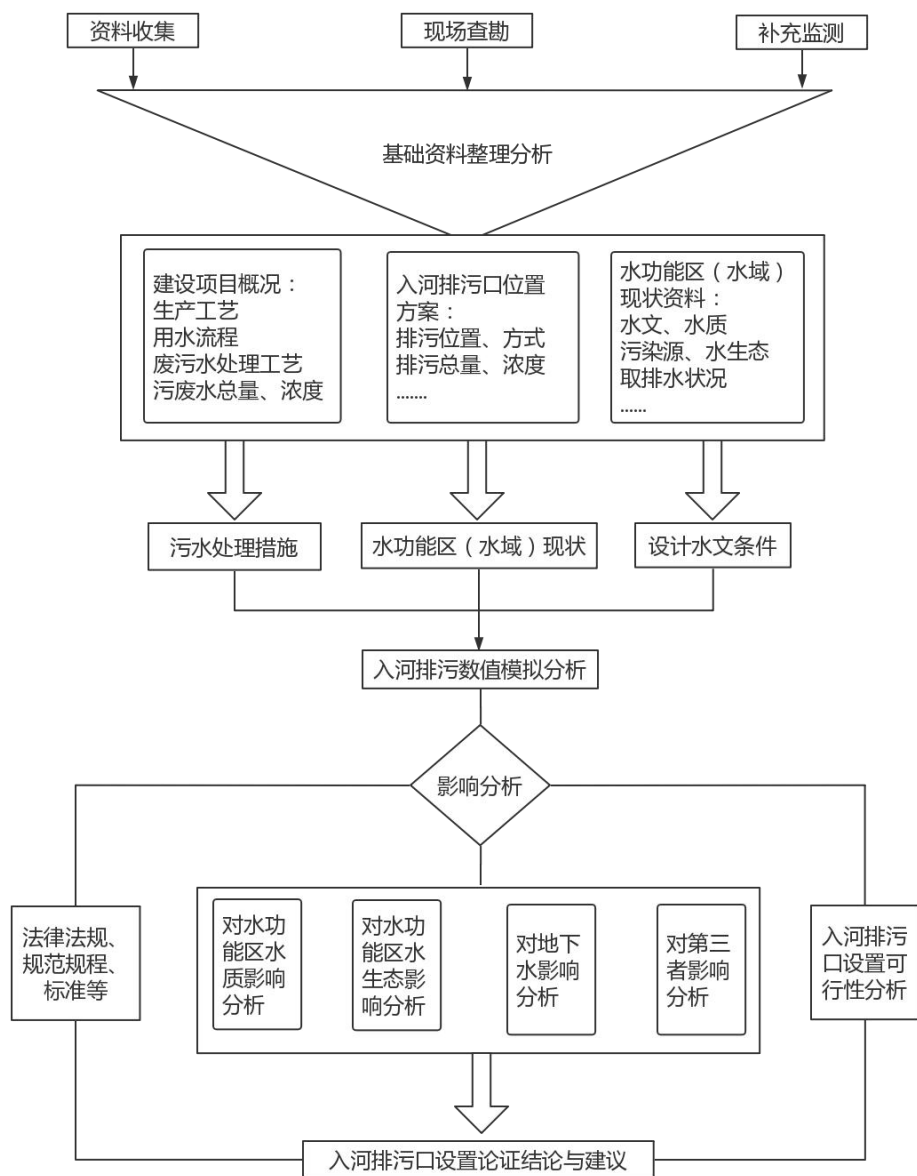 资料收集
现场查勘
补充监测
基础资料整理分析
建设项目概况：
生产工艺
用水流程
废污水处理工艺
污废水总量、浓度
入河排污口位置
方案：
排污位置、方式
排污总量、浓度
.......
水功能区（水域）
现状资料：
水文、水质
污染源、水生态
取排水状况
......
污水处理措施
水功能区（水域）现状
设计水文条件
入河排污数值模拟分析
影响分析
法律法规、
规范规程、
标准等
对水功
能区水
质影响
分析
对水功
能区水
生态影
响分析
对地下
水影响
分析
对第三
者影响
分析
入河排污
口设置可
行性分析
入河排污口设置论证结论与建议